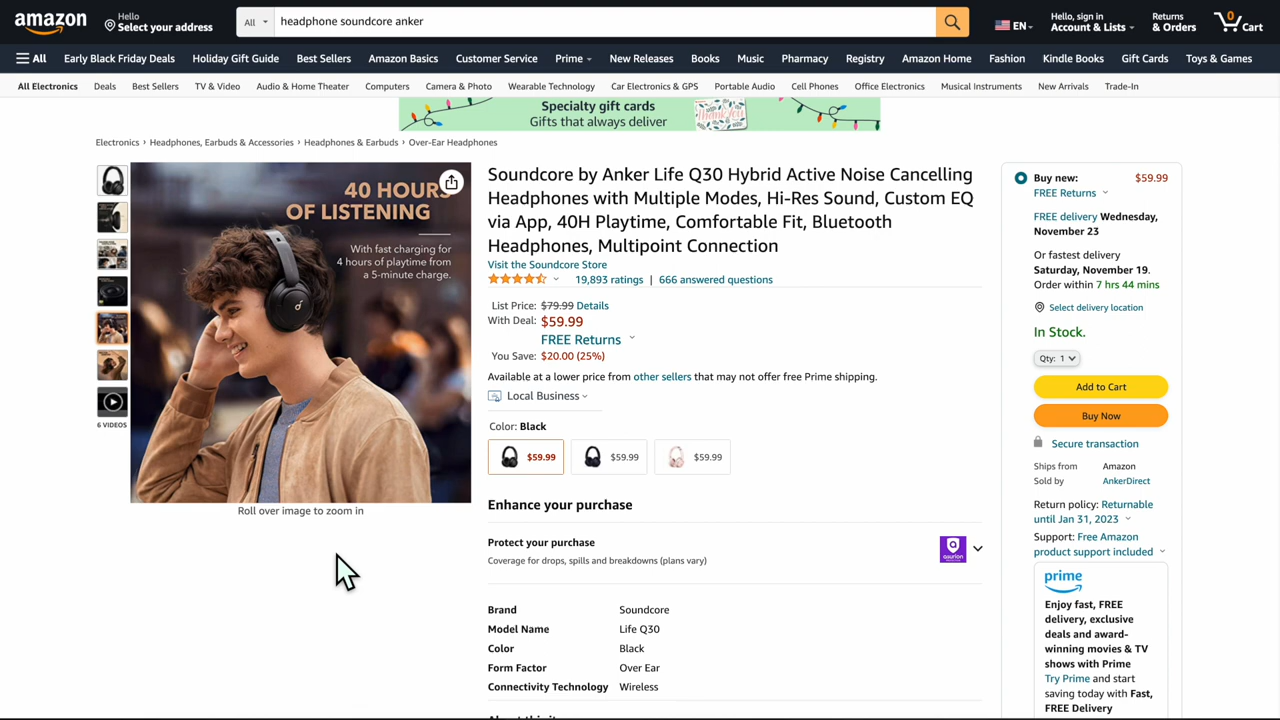 amazon
Hello
Select your address
All
headphone soundcore anker
EN
Hello, sign in
Account & Lists
Returns
& Orders
0
Cart
All
Early Black Friday Deals
Holiday Gift Guide
Best Sellers
Amazon Basics
Customer Service
Prime
New Releases
Books
Music
Pharmacy
Registry
Amazon Home
Fashion
Kindle Books
Gift Cards
Toys & Games
All Electronics
Deals
Best Sellers
TV & Video
Audio & Home Theater
Computers
Camera & Photo
Wearable Technology
Car Electronics & GPS
Portable Audio
Cell Phones
Office Electronics
Musical Instruments
New Arrivals
Trade-In
Specialty gift cards
Gifts that always deliver
Electronics › Headphones, Earbuds & Accessories › Headphones & Earbuds › Over-Ear Headphones
40 HOURS
OF LISTENING
With fast charging for
4 hours of playtime from
a 5-minute charge.
6 VIDEOS
Roll over image to zoom in
Soundcore by Anker Life Q30 Hybrid Active Noise Cancelling
Headphones with Multiple Modes, Hi-Res Sound, Custom EQ
via App, 40H Playtime, Comfortable Fit, Bluetooth
Headphones, Multipoint Connection
Visit the Soundcore Store
19,893 ratings | 666 answered questions
List Price: $79.99 Details
With Deal: $59.99
FREE Returns
You Save: $20.00 (25%)
Available at a lower price from other sellers that may not offer free Prime shipping.
Local Business
Color: Black
$59.99
$59.99
$59.99
Enhance your purchase
Protect your purchase
Coverage for drops, spills and breakdowns (plans vary)
asurion
Brand Soundcore
Model Name Life Q30
Color Black
Form Factor Over Ear
Connectivity Technology Wireless
Buy new: $59.99
FREE Returns
FREE delivery Wednesday,
November 23
Or fastest delivery
Saturday, November 19.
Order within 7 hrs 44 mins
Select delivery location
In Stock.
Qty: 1
Add to Cart
Buy Now
Secure transaction
Ships from Amazon
Sold by AnkerDirect
Return policy: Returnable
until Jan 31, 2023
Support: Free Amazon
product support included
prime
Enjoy fast, FREE
delivery, exclusive
deals and award-
winning movies & TV
shows with Prime
Try Prime and start
saving today with Fast,
FREE Delivery